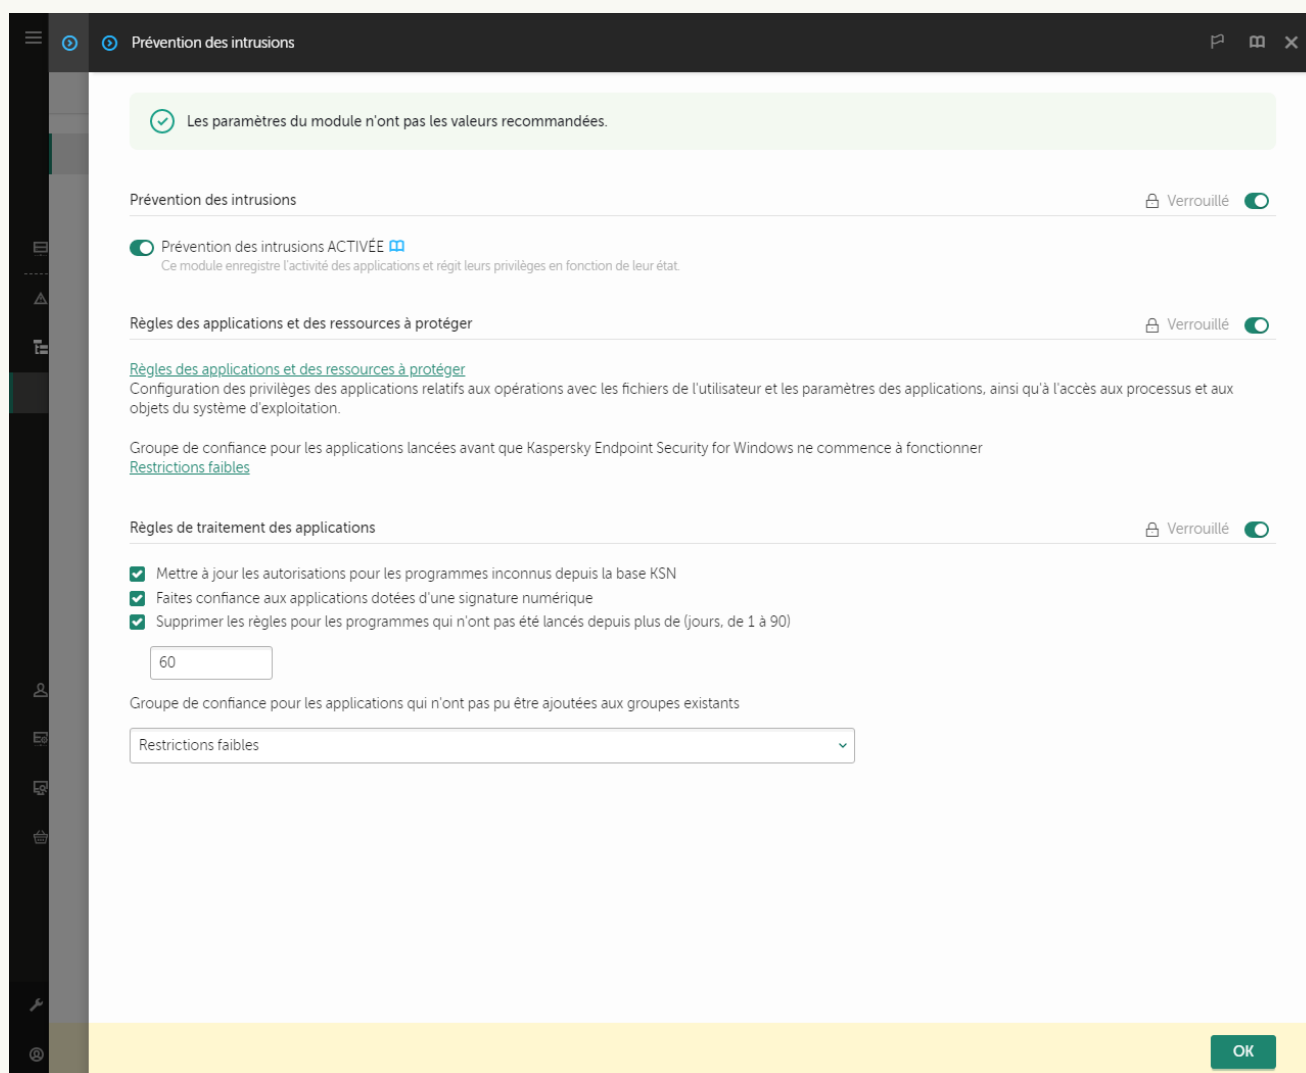 Prévention des intrusions
Les paramètres du module n'ont pas les valeurs recommandées.
Prévention des intrusions
Verrouillé
Prévention des intrusions ACTIVÉE
Ce module enregistre l'activité des applications et régit leurs privilèges en fonction de leur état.
Règles des applications et des ressources à protéger
Verrouillé
Règles des applications et des ressources à protéger
Configuration des privilèges des applications relatifs aux opérations avec les fichiers de l'utilisateur et les paramètres des applications, ainsi qu'à l'accès aux processus et aux
objets du système d'exploitation.
Groupe de confiance pour les applications lancées avant que Kaspersky Endpoint Security for Windows ne commence à fonctionner
Restrictions faibles
Règles de traitement des applications
Verrouillé
Mettre à jour les autorisations pour les programmes inconnus depuis la base KSN
Faites confiance aux applications dotées d'une signature numérique
Supprimer les règles pour les programmes qui n'ont pas été lancés depuis plus de (jours, de 1 à 90)
60
Groupe de confiance pour les applications qui n'ont pas pu être ajoutées aux groupes existants
Restrictions faibles
OK